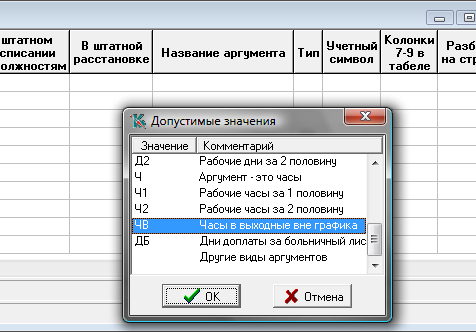 штатном
списании
должностям
В штатной
расстановке
Название аргумента
Тип
Учетный
символ
Колонки
7-9 в
табеле
Разб
на стр
Допустимые значения
Значение Комментарий
Д2 Рабочие дни за 2 половину
Ч Аргумент - это часы
Ч1 Рабочие часы за 1 половину
Ч2 Рабочие часы за 2 половину
ЧВ Часы в выходные вне графика
ДБ Дни доплаты за больничный лис
Другие виды аргументов
OK Отмена